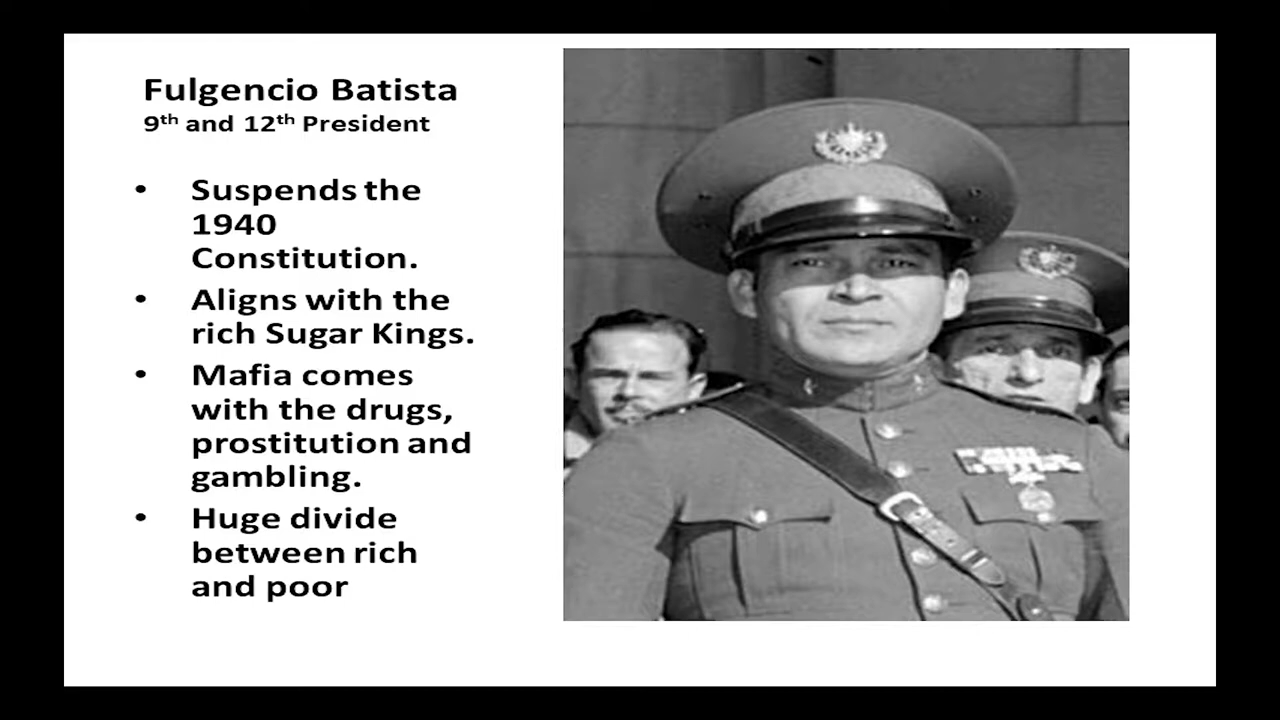 Fulgencio Batista
9th and 12th President
• Suspends the
1940
Constitution.
• Aligns with the
rich Sugar Kings.
• Mafia comes
with the drugs,
prostitution and
gambling.
• Huge divide
between rich
and poor